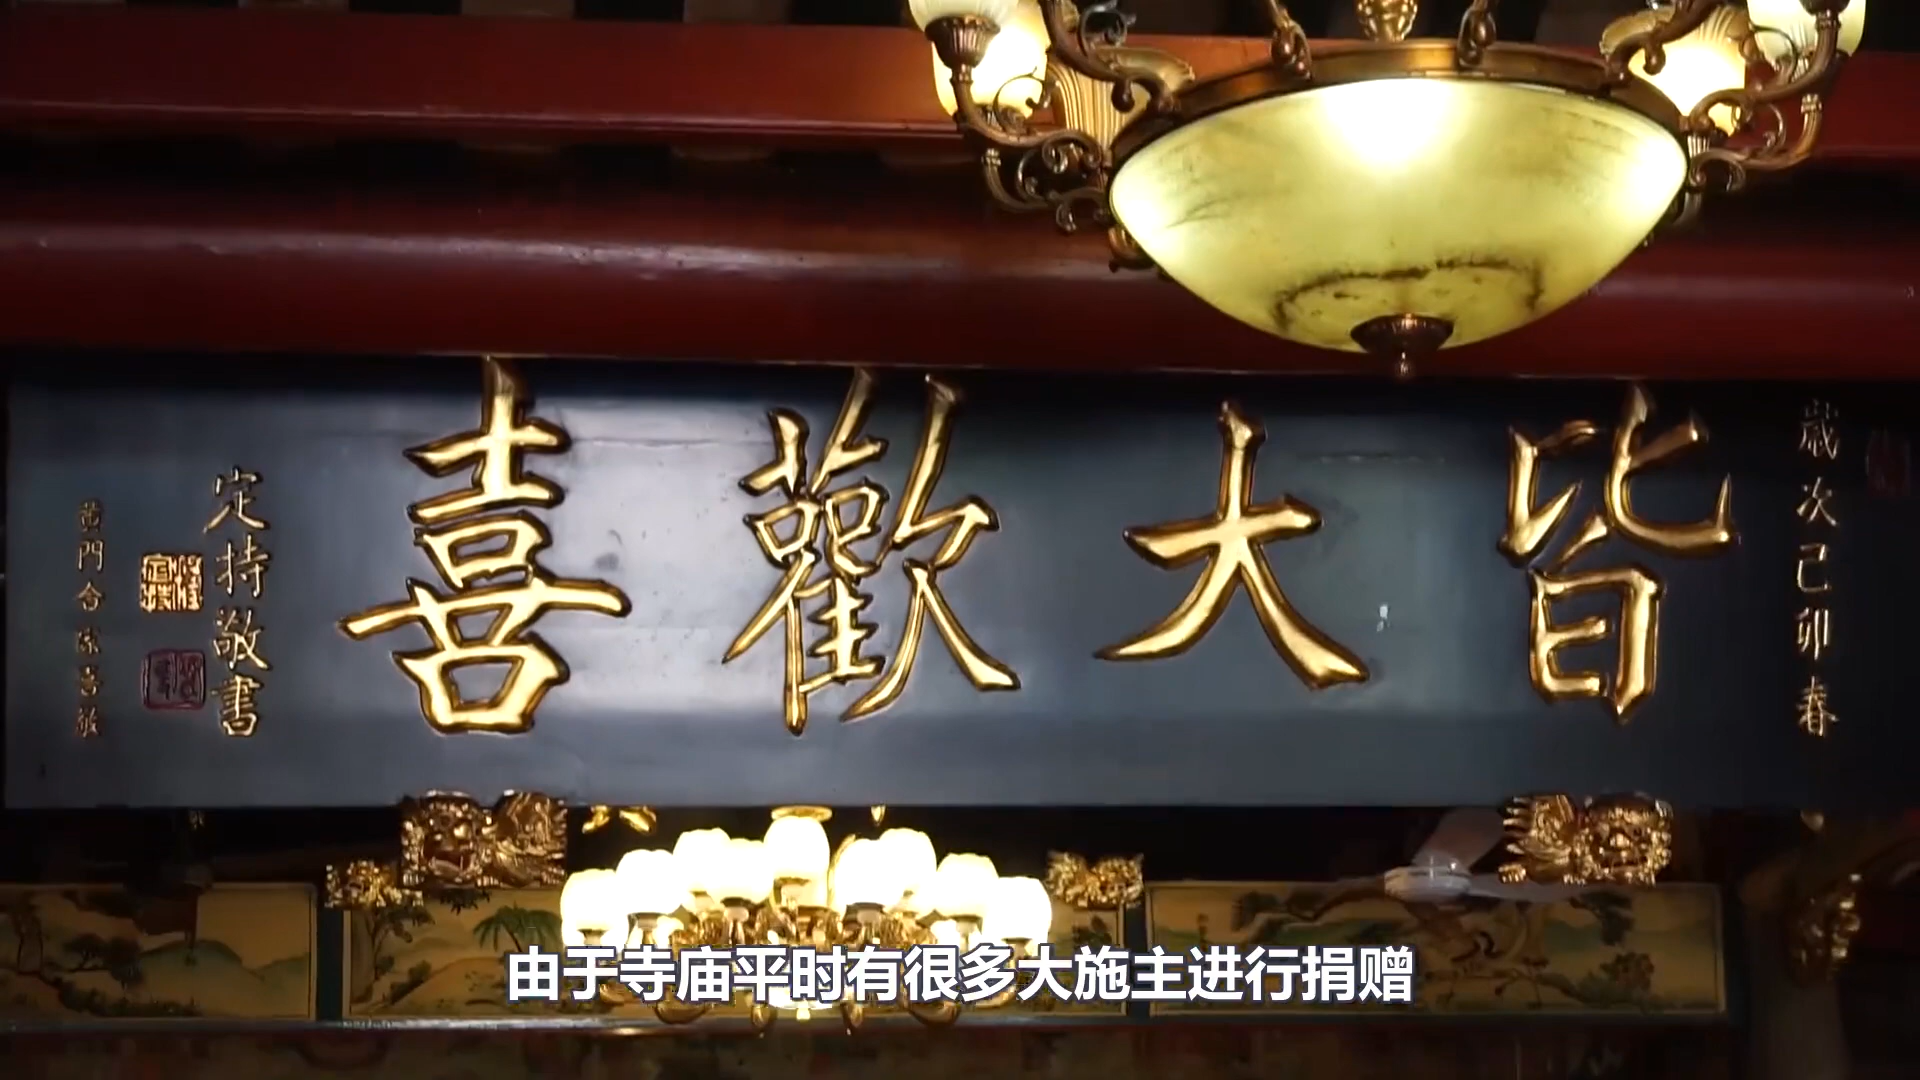 歳次己卯春
皆大歡喜
定持敬書
由于寺庙平时有很多大施主进行捐赠